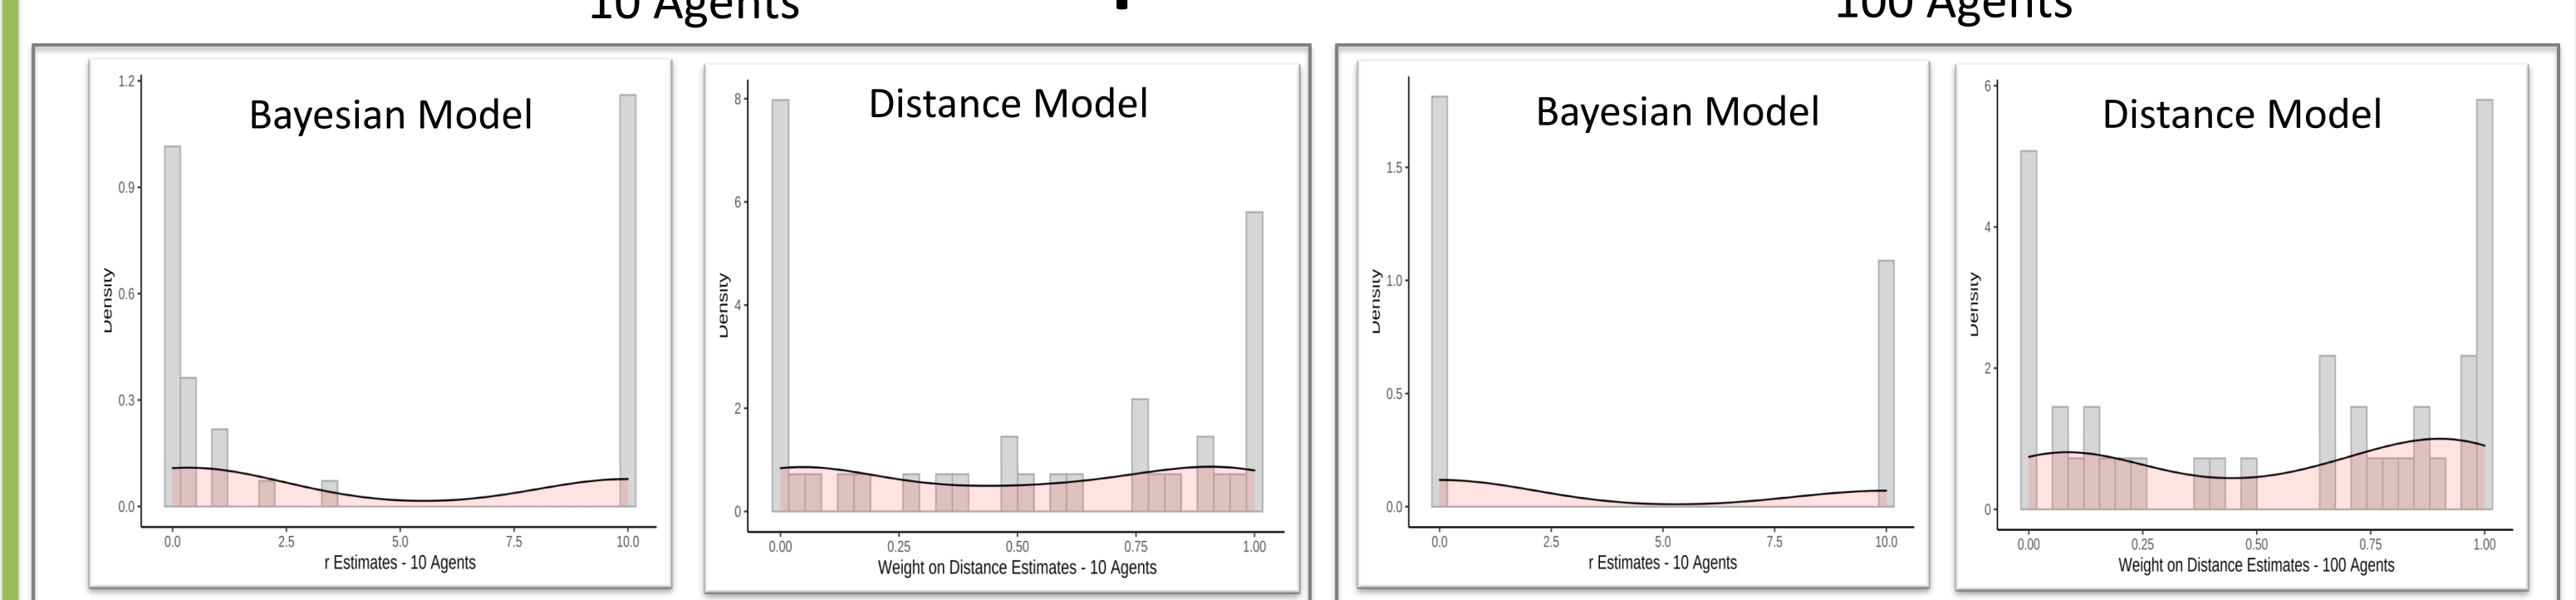 10 Agents
100 Agents
Bayesian Model
1.2
0.9
0.6
0.3
0.0
Density
0.0 2.5 5.0 7.5 10.0
r Estimates - 10 Agents
Distance Model
8
6
4
2
0
Density
0.00 0.25 0.50 0.75 1.00
Weight on Distance Estimates - 10 Agents
Bayesian Model
1.5
1.0
0.5
0.0
Density
0.0 2.5 5.0 7.5 10.0
r Estimates - 10 Agents
Distance Model
6
4
2
0
Density
0.00 0.25 0.50 0.75 1.00
Weight on Distance Estimates - 100 Agents